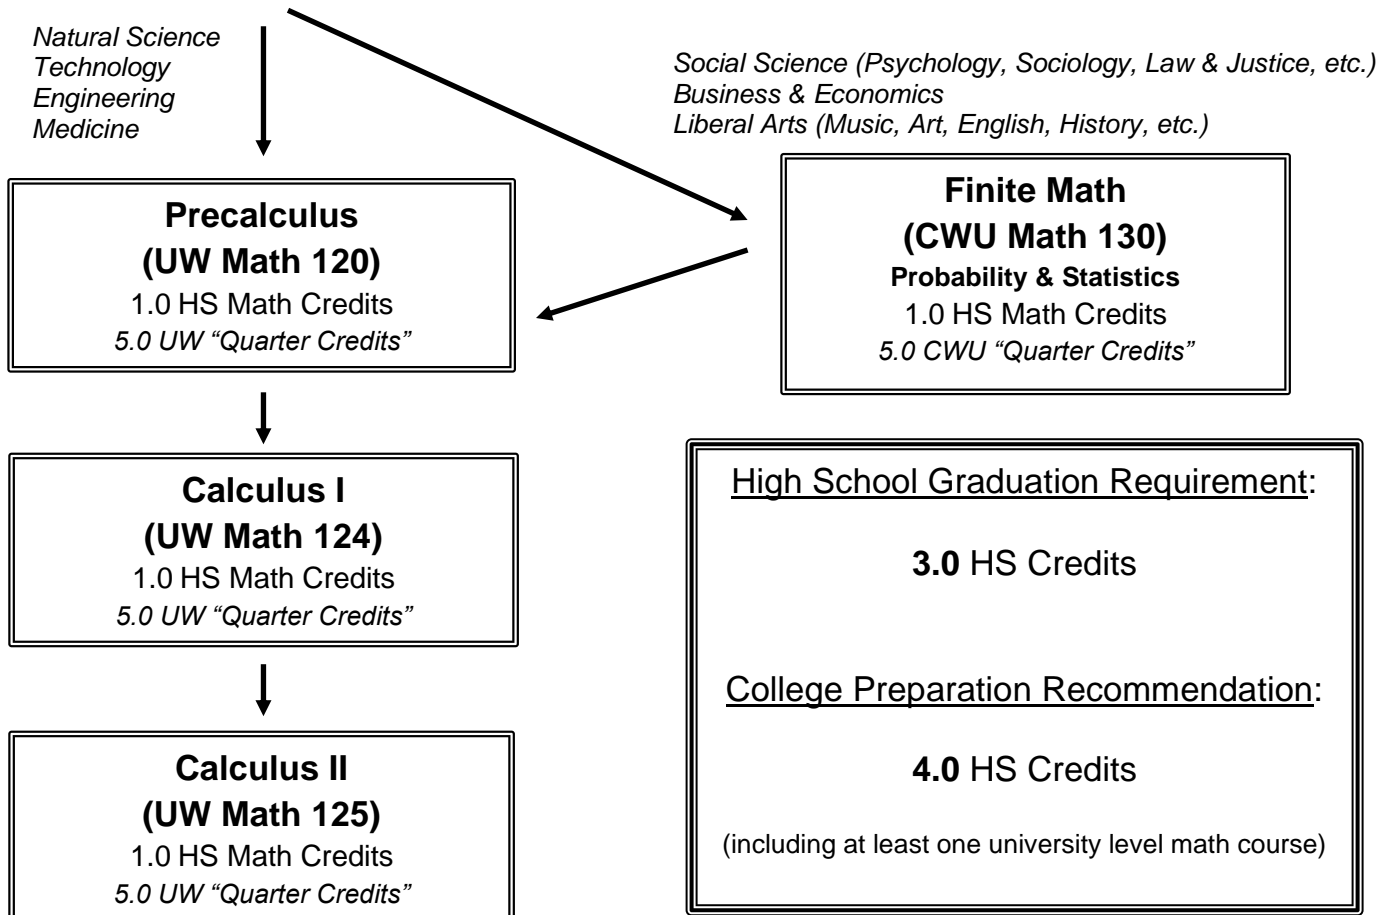 Natural Science
Technology
Engineering
Medicine
Social Science (Psychology, Sociology, Law & Justice, etc.)
Business & Economics
Liberal Arts (Music, Art, English, History, etc.)
Precalculus
(UW Math 120)
1.0 HS Math Credits
5.0 UW “Quarter Credits”
Finite Math
(CWU Math 130)
Probability & Statistics
1.0 HS Math Credits
5.0 CWU “Quarter Credits”
Calculus I
(UW Math 124)
1.0 HS Math Credits
5.0 UW “Quarter Credits”
Calculus II
(UW Math 125)
1.0 HS Math Credits
5.0 UW “Quarter Credits”
High School Graduation Requirement:
3.0 HS Credits
College Preparation Recommendation:
4.0 HS Credits
(including at least one university level math course)